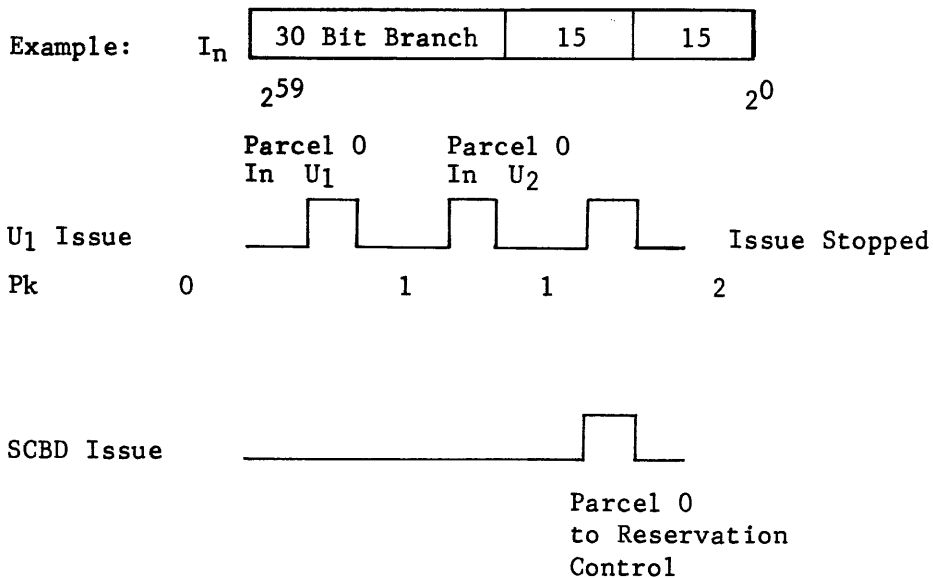 Example: In 30 Bit Branch 15 15
2^59 2^0
Parcel 0 Parcel 0
In U1 In U2
U1 Issue Issue Stopped
Pk 0 1 1 2
SCBD Issue
Parcel 0
to Reservation
Control